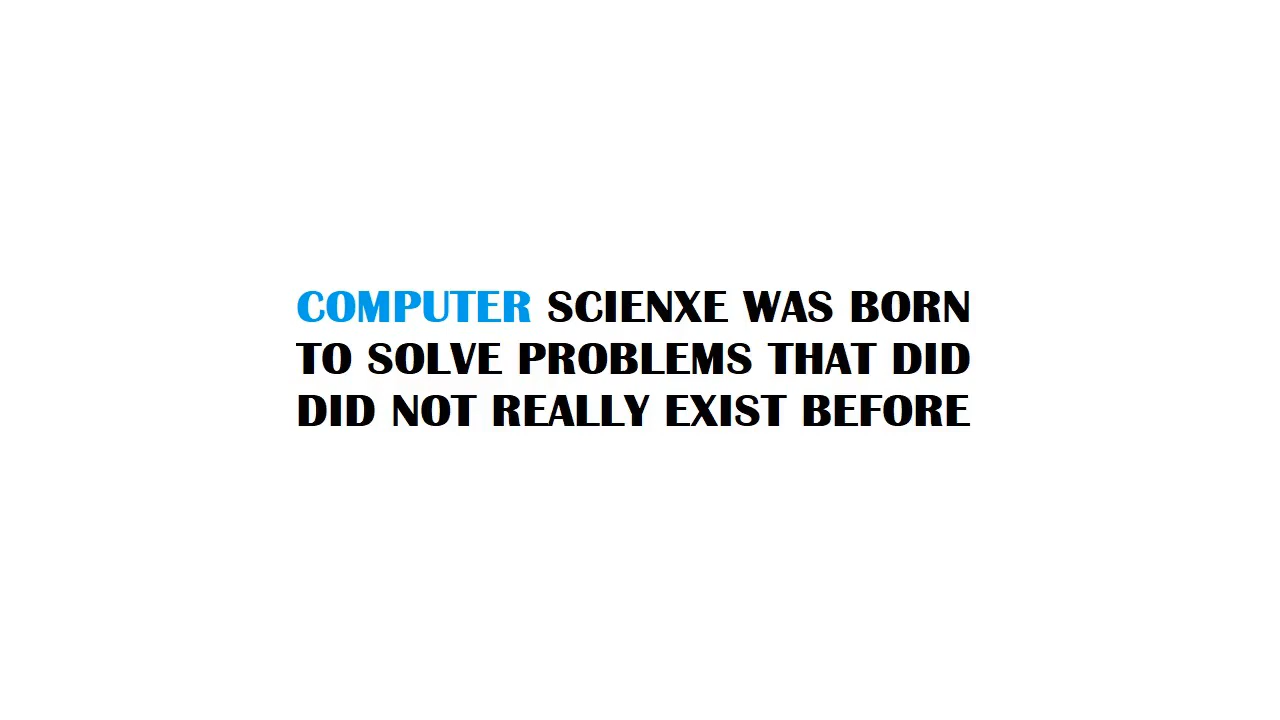 COMPUTER SCIENXE WAS BORN
TO SOLVE PROBLEMS THAT DID
DID NOT REALLY EXIST BEFORE